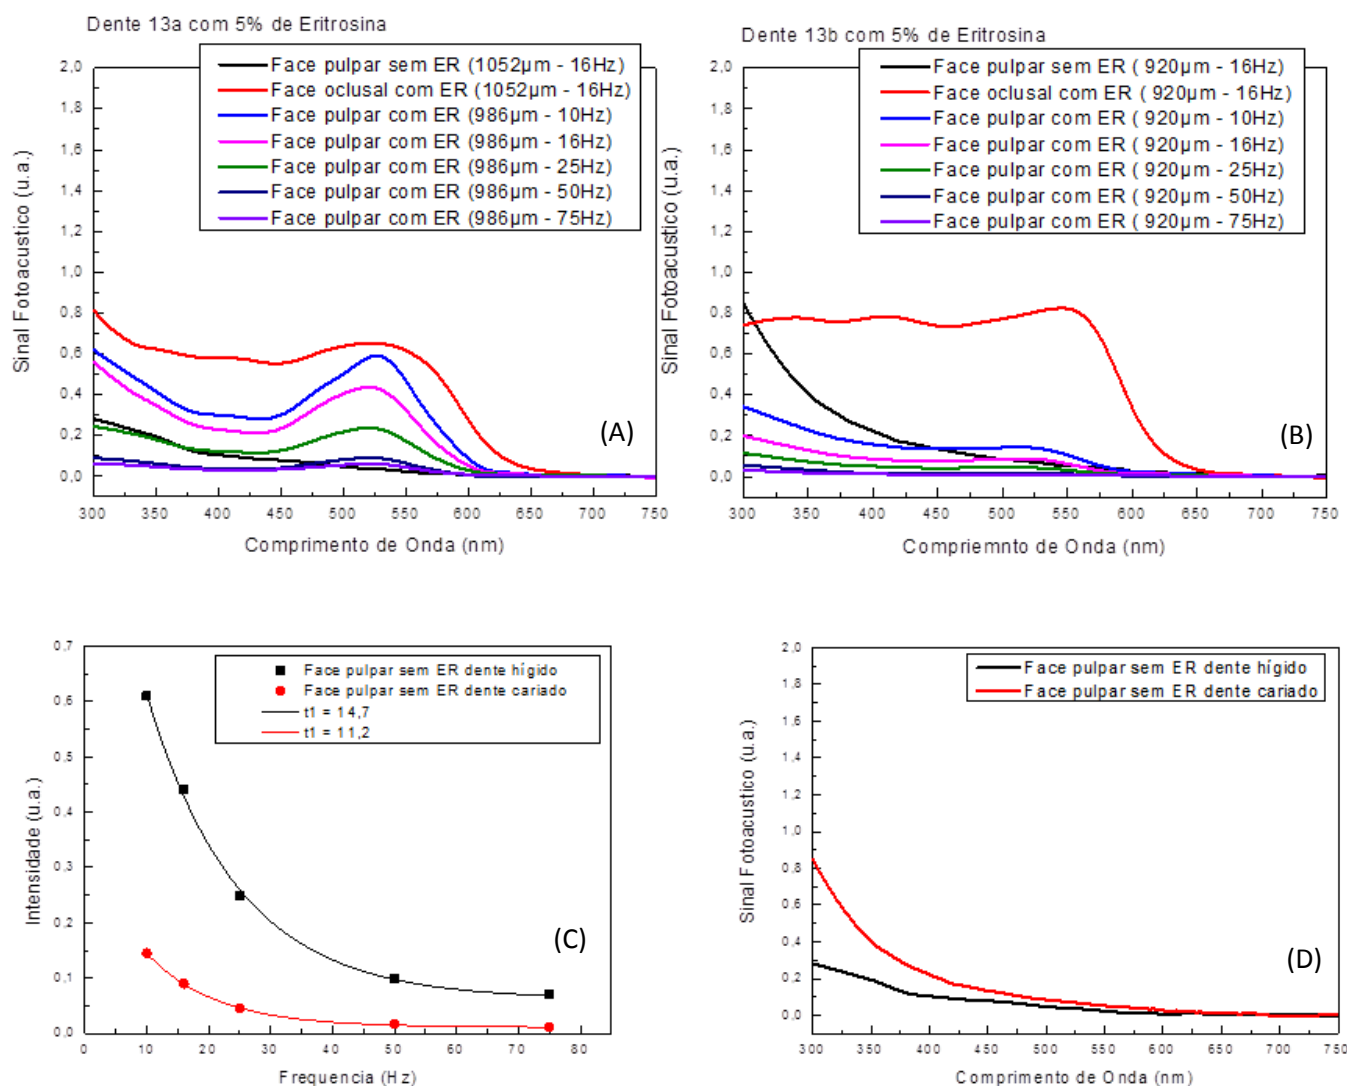 Dente 13a com 5% de Eritrosina
Face pulpar sem ER (1052µm - 16Hz)
Face oclusal com ER (1052µm - 16Hz)
Face pulpar com ER (986µm - 10Hz)
Face pulpar com ER (986µm - 16Hz)
Face pulpar com ER (986µm - 25Hz)
Face pulpar com ER (986µm - 50Hz)
Face pulpar com ER (986µm - 75Hz)
2,0
1,8
1,6
1,4
1,2
1,0
0,8
0,6
0,4
0,2
0,0
Sinal Fotoacustico (u.a.)
(A)
300 350 400 450 500 550 600 650 700 750
Comprimento de Onda (nm)
Dente 13b com 5% de Eritrosina
Face pulpar sem ER ( 920µm - 16Hz)
Face oclusal com ER ( 920µm - 16Hz)
Face pulpar com ER ( 920µm - 10Hz)
Face pulpar com ER ( 920µm - 16Hz)
Face pulpar com ER ( 920µm - 25Hz)
Face pulpar com ER ( 920µm - 50Hz)
Face pulpar com ER ( 920µm - 75Hz)
2,0
1,8
1,6
1,4
1,2
1,0
0,8
0,6
0,4
0,2
0,0
Sinal Fotoacustico (u.a.)
(B)
300 350 400 450 500 550 600 650 700 750
Compriemnto de Onda (nm)
0,7
0,6
0,5
0,4
0,3
0,2
0,1
0,0
Intensidade (u.a.)
Face pulpar sem ER dente hígido
Face pulpar sem ER dente cariado
t1 = 14,7
t1 = 11,2
(C)
0 10 20 30 40 50 60 70 80
Frequencia (Hz)
2,0
1,8
1,6
1,4
1,2
1,0
0,8
0,6
0,4
0,2
0,0
Sinal Fotoacustico (u.a.)
Face pulpar sem ER dente hígido
Face pulpar sem ER dente cariado
(D)
300 350 400 450 500 550 600 650 700 750
Comprimento de Onda (nm)